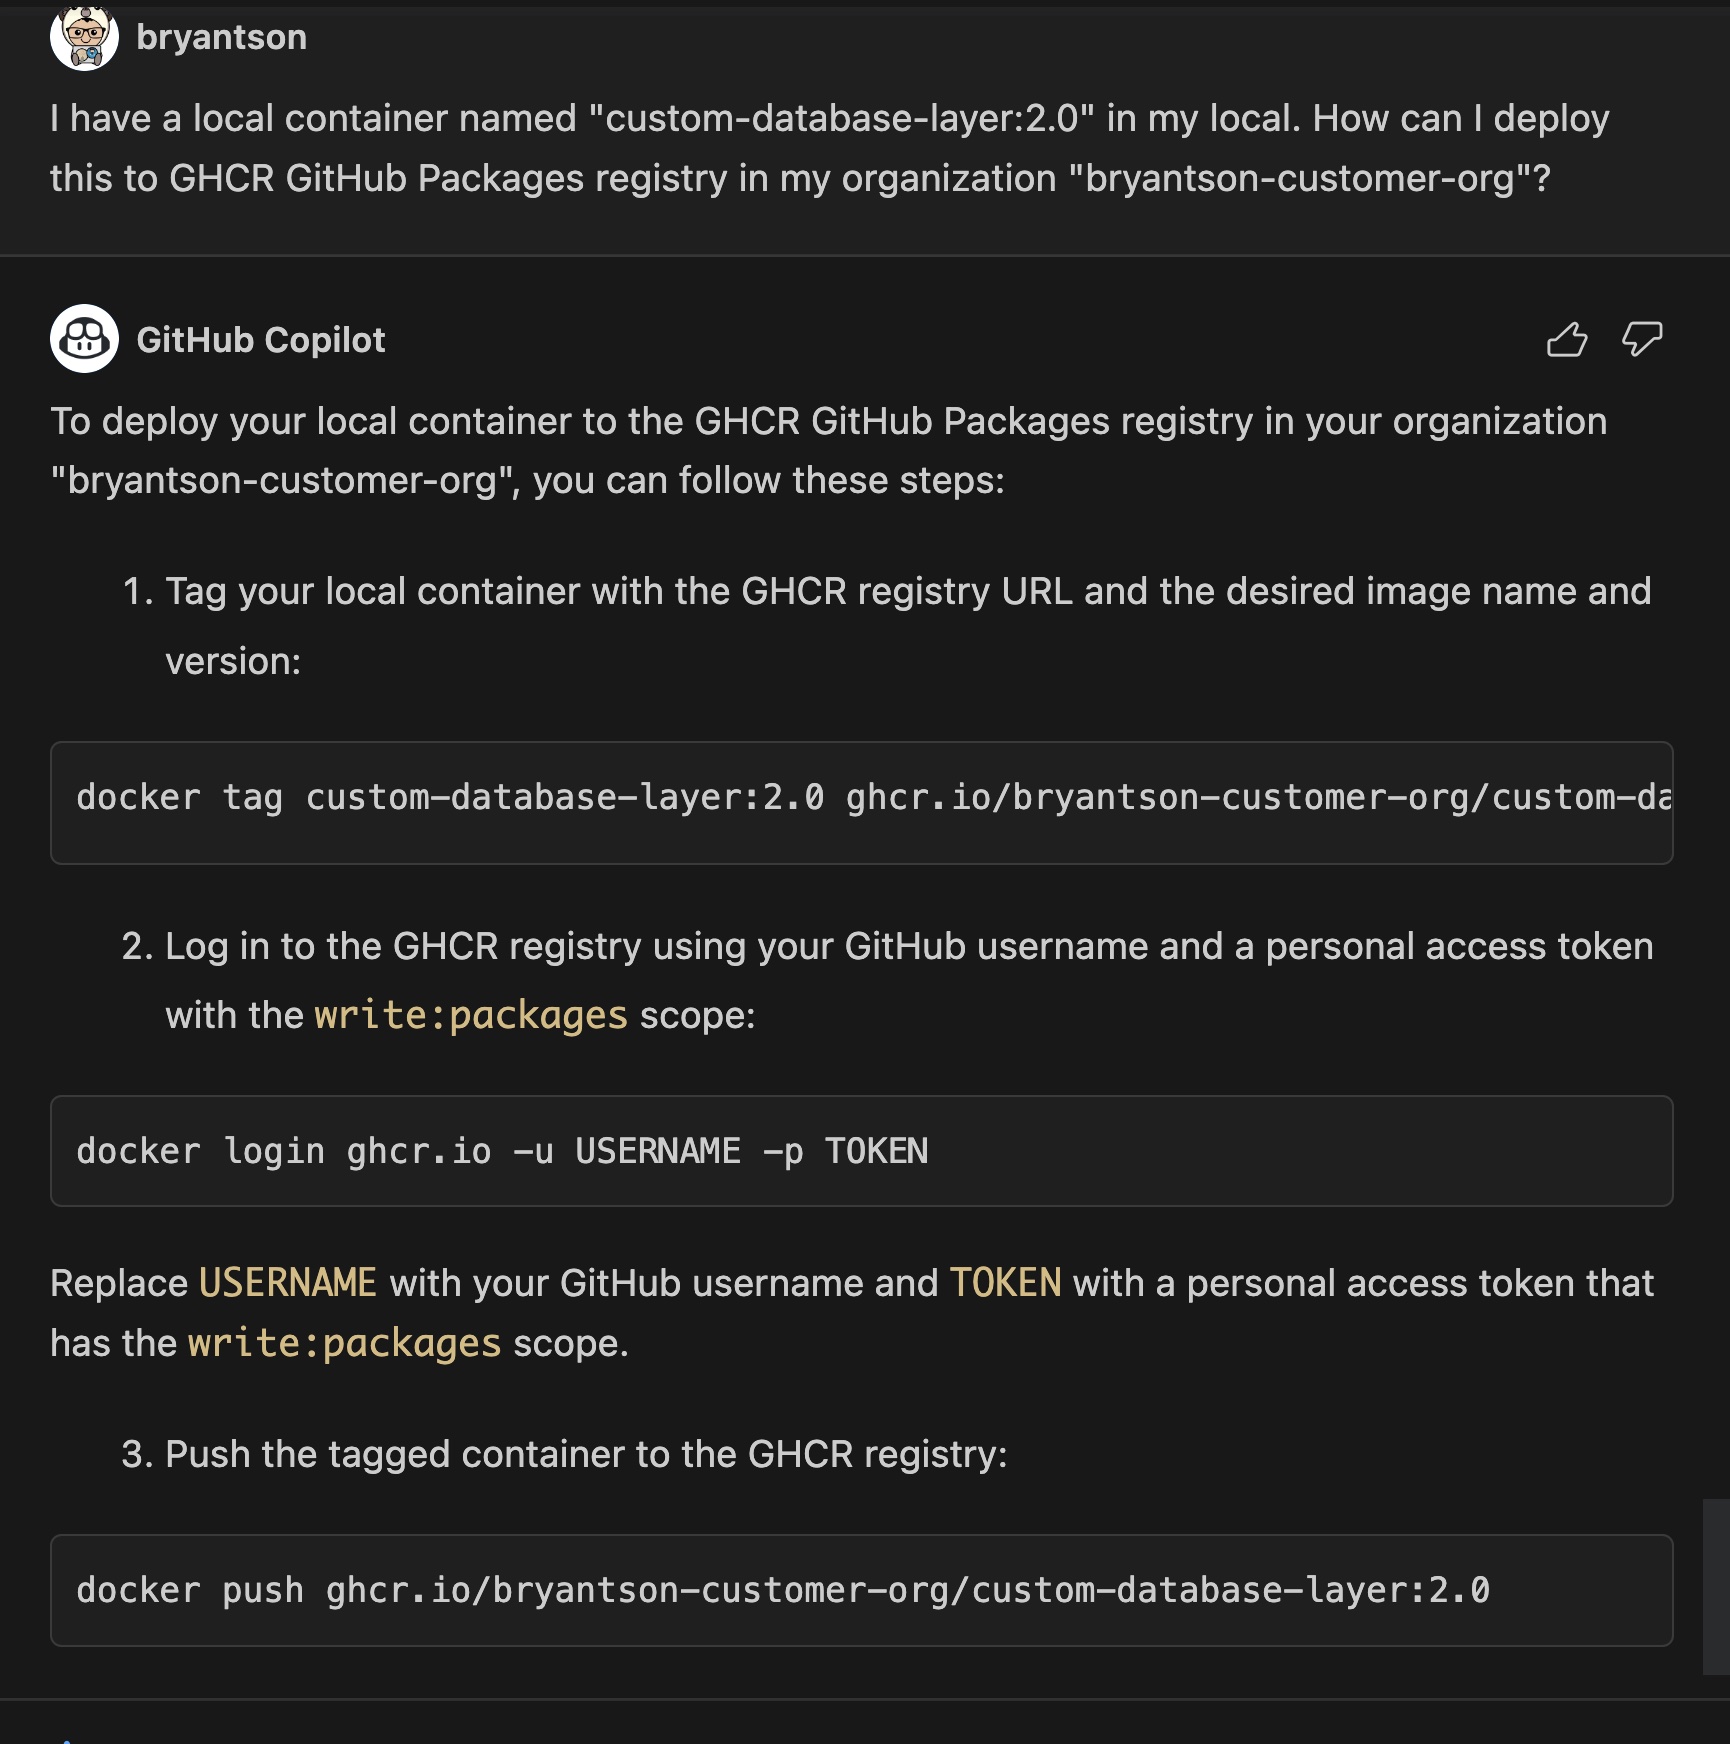 bryantson
I have a local container named "custom-database-layer:2.0" in my local. How can I deploy
this to GHCR GitHub Packages registry in my organization "bryantson-customer-org"?
GitHub Copilot
To deploy your local container to the GHCR GitHub Packages registry in your organization
"bryantson-customer-org", you can follow these steps:
1. Tag your local container with the GHCR registry URL and the desired image name and
version:
docker tag custom-database-layer:2.0 ghcr.io/bryantson-customer-org/custom-da
2. Log in to the GHCR registry using your GitHub username and a personal access token
with the write:packages scope:
docker login ghcr.io -u USERNAME -p TOKEN
Replace USERNAME with your GitHub username and TOKEN with a personal access token that
has the write:packages scope.
3. Push the tagged container to the GHCR registry:
docker push ghcr.io/bryantson-customer-org/custom-database-layer:2.0